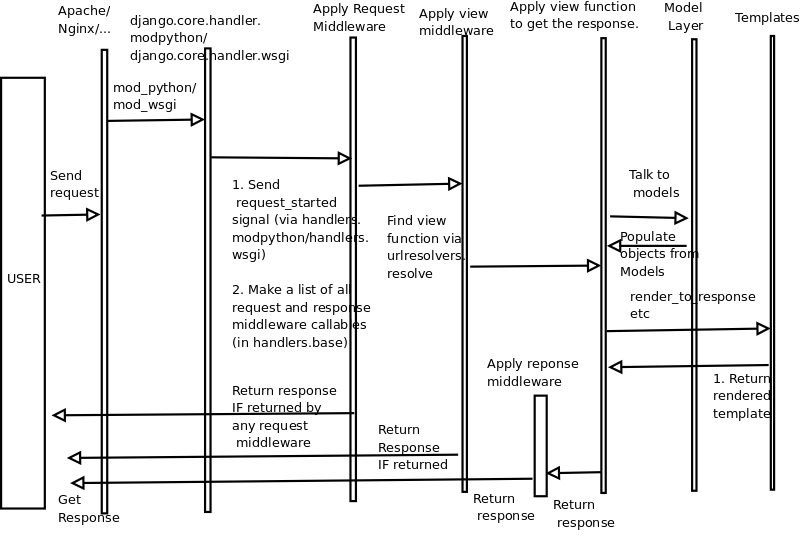 Apache/
Nginx/...
django.core.handler.
modpython/
django.core.handler.wsgi
Apply Request
Middleware
Apply view
middleware
Apply view function
to get the response.
Model
Layer
Templates
mod_python/
mod_wsgi
Send
request
USER
1. Send
request_started
signal (via handlers.
modpython/handlers.
wsgi)
2. Make a list of all
request and response
middleware callables
(in handlers.base)
Find view
function via
urlresolvers.
resolve
Talk to
models
Populate
objects from
Models
render_to_response
etc
1. Return
rendered
template
Apply reponse
middleware
Return response
IF returned by
any request
middleware
Return
Response
IF returned
Get
Response
Return
response
Return
response